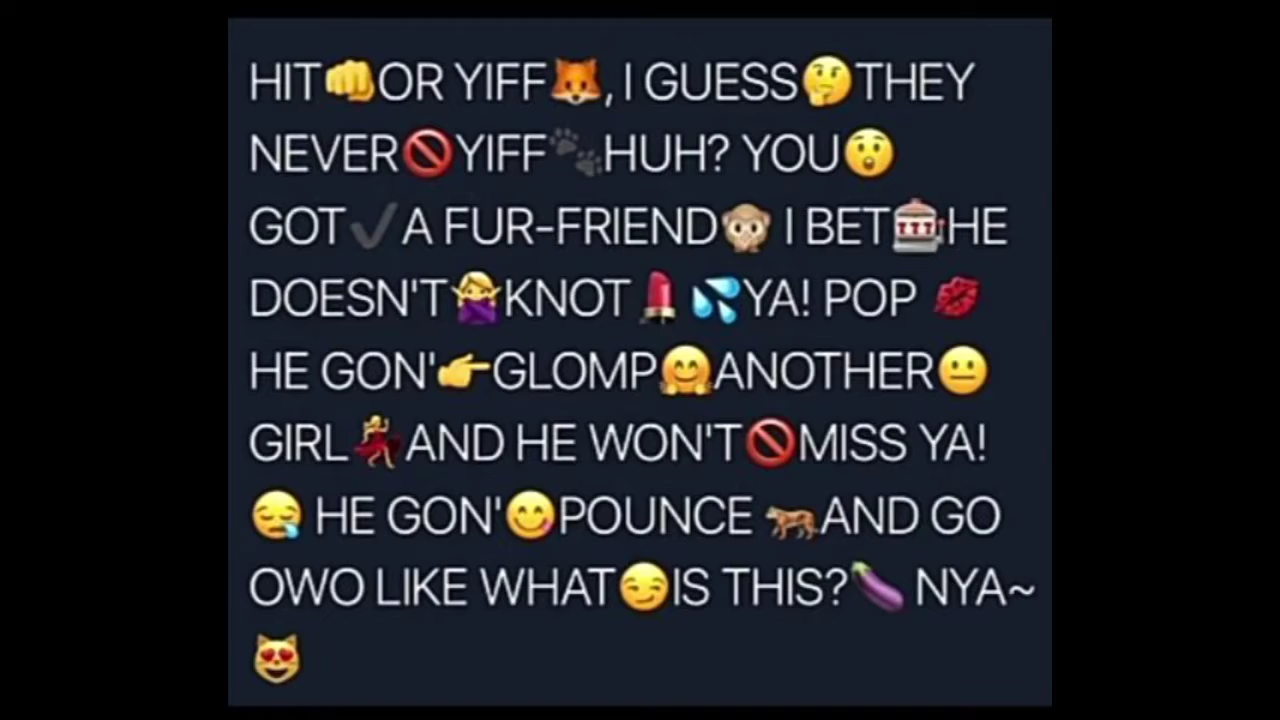 HIT👊OR YIFF🦊, I GUESS🤔THEY
NEVER🚫YIFF🐾HUH? YOU😲
GOT✔️A FUR-FRIEND🙊 I BET🎰HE
DOESN'T🙅‍♀️KNOT💄💦YA! POP 💋
HE GON'👉GLOMP🤗ANOTHER😐
GIRL💃AND HE WON'T🚫MISS YA!
😪 HE GON'😋POUNCE 🐅AND GO
OWO LIKE WHAT😏IS THIS?🍆 NYA~
😻